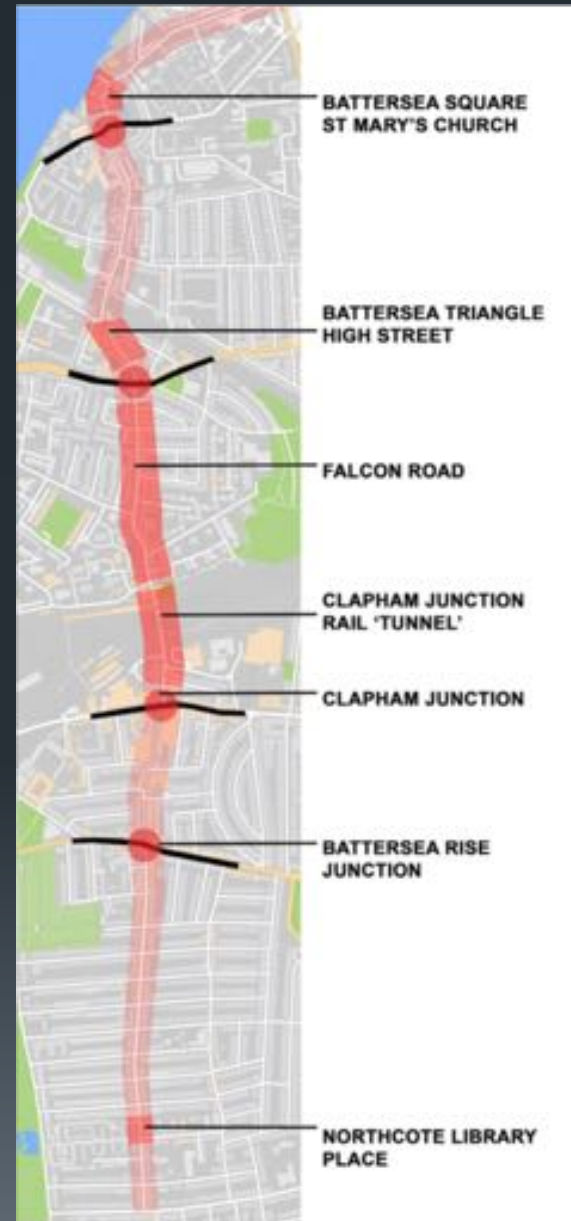 BATTERSEA SQUARE
ST MARY'S CHURCH
BATTERSEA TRIANGLE
HIGH STREET
FALCON ROAD
CLAPHAM JUNCTION
RAIL 'TUNNEL'
CLAPHAM JUNCTION
BATTERSEA RISE
JUNCTION
NORTHCOTE LIBRARY
PLACE